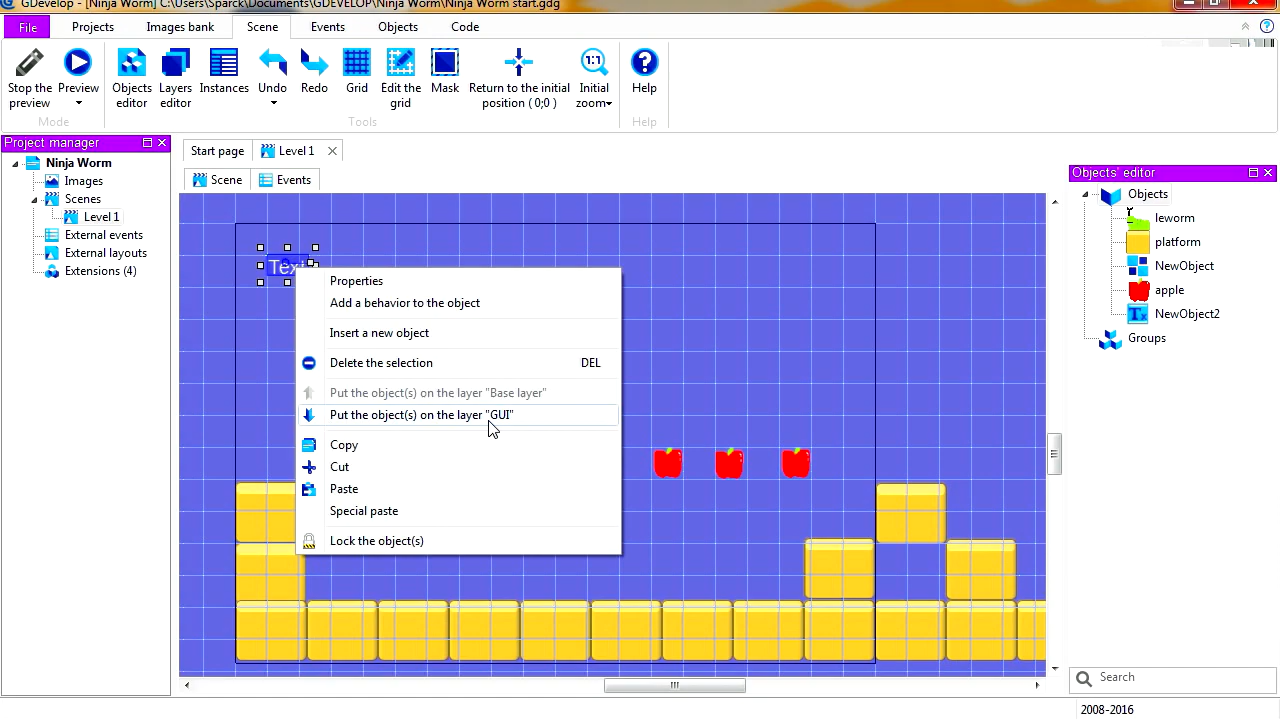 GDevelop - [Ninja Worm] C:\Users\Sparck\Documents\GDEVELOP\Ninja Worm\Ninja Worm start.gdg
File Projects Images bank Scene Events Objects Code
Stop the preview
Preview
Objects editor
Layers editor
Instances
Undo
Redo
Grid
Edit the grid
Mask
Return to the initial position ( 0;0 )
1:1
Initial zoom
Help
Mode Tools Help
Project manager
Ninja Worm
Images
Scenes
Level 1
External events
External layouts
Extensions (4)
Start page Level 1
Scene Events
Text
Properties
Add a behavior to the object
Insert a new object
Delete the selection DEL
Put the object(s) on the layer "Base layer"
Put the object(s) on the layer "GUI"
Copy
Cut
Paste
Special paste
Lock the object(s)
Objects' editor
Objects
leworm
platform
NewObject
apple
Tx NewObject2
Groups
Search
2008-2016